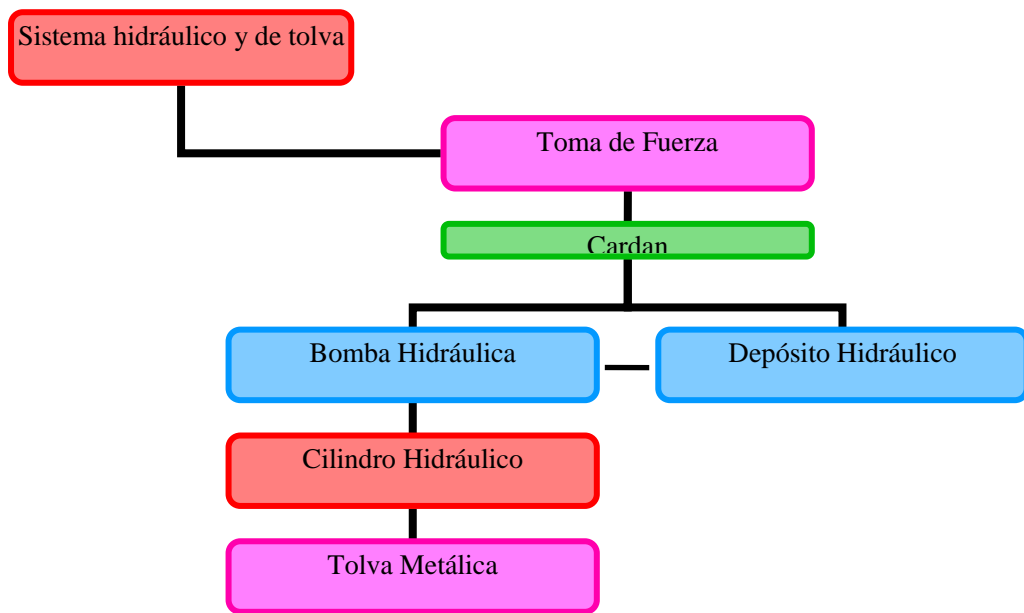 Sistema hidráulico y de tolva
Toma de Fuerza
Cardan
Bomba Hidráulica
Depósito Hidráulico
Cilindro Hidráulico
Tolva Metálica